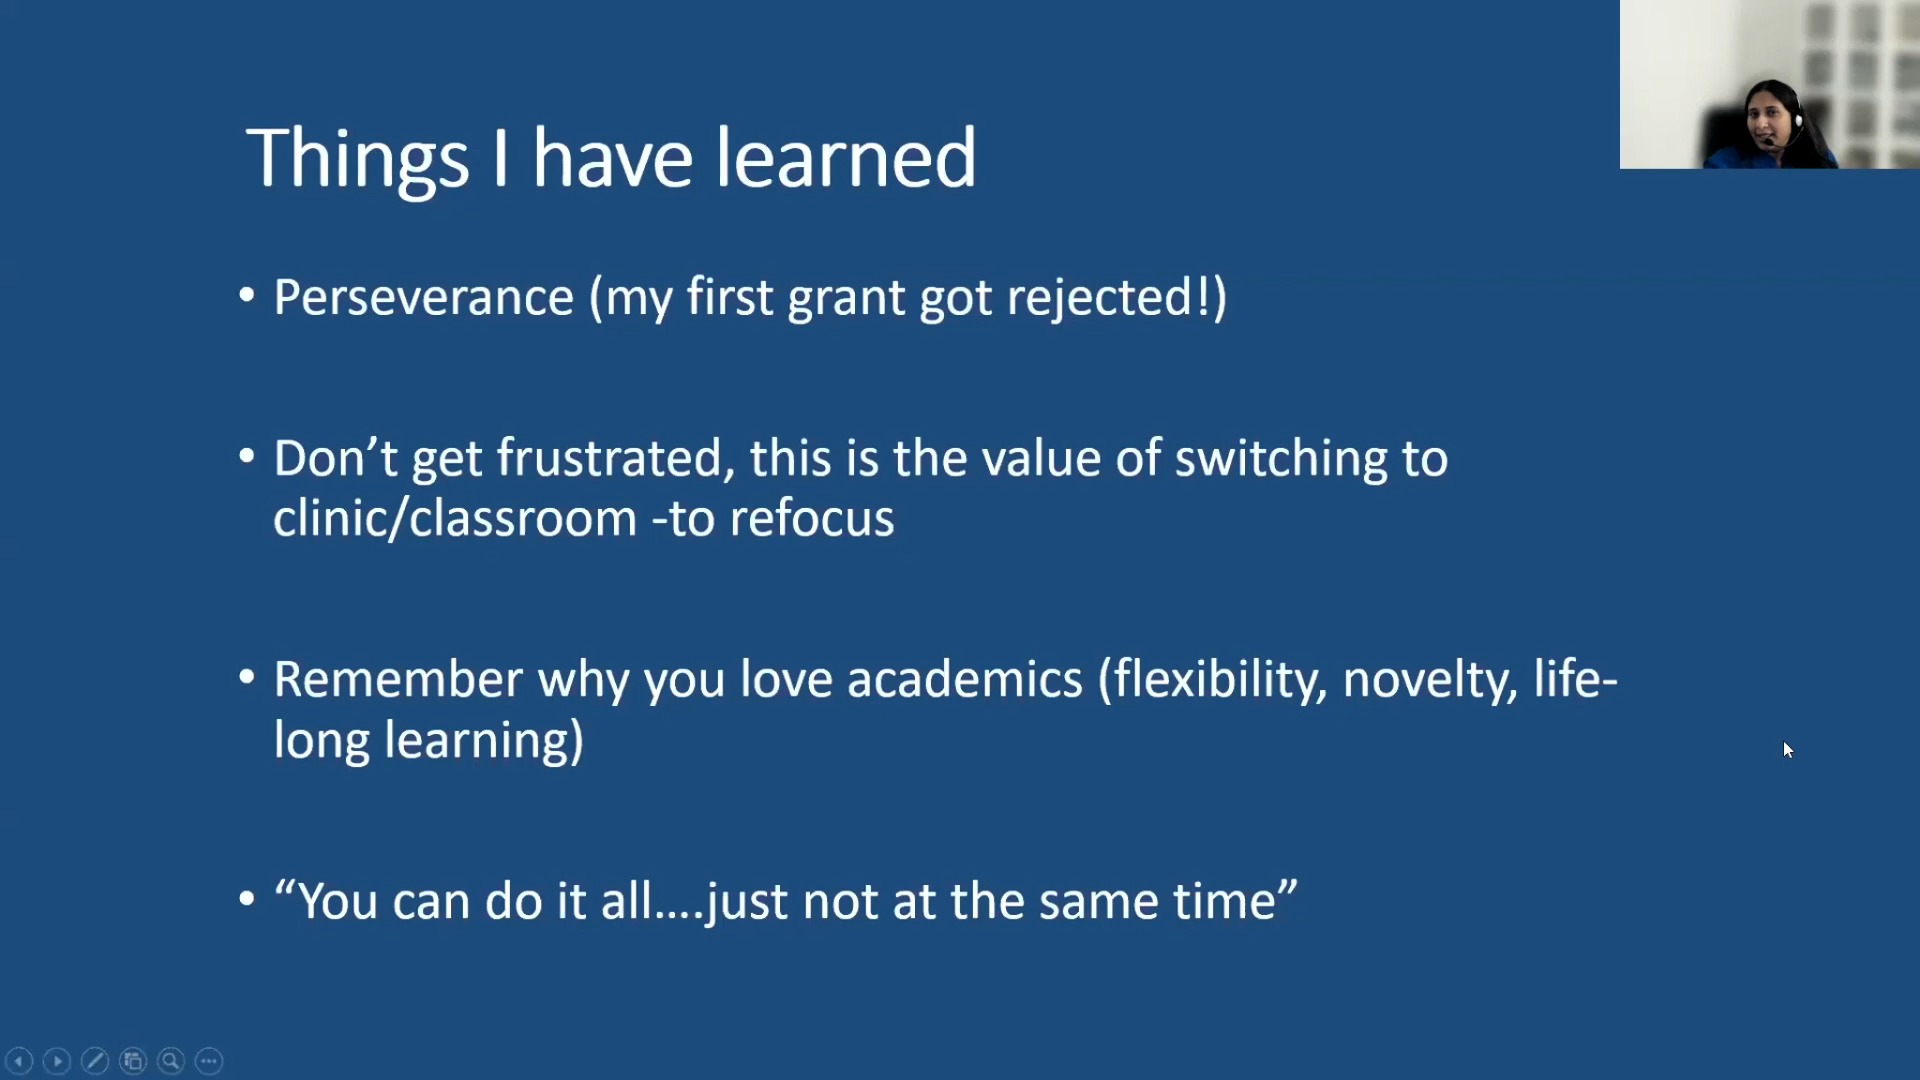 Things I have learned
• Perseverance (my first grant got rejected!)
• Don’t get frustrated, this is the value of switching to
clinic/classroom -to refocus
• Remember why you love academics (flexibility, novelty, life-
long learning)
• “You can do it all....just not at the same time”